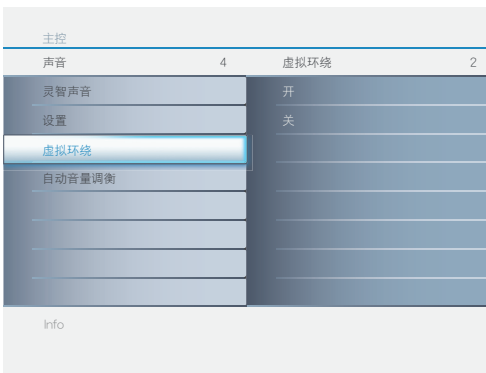 主控
声音 4 虚拟环绕 2
灵智声音 开
设置 关
虚拟环绕
自动音量调衡
Info